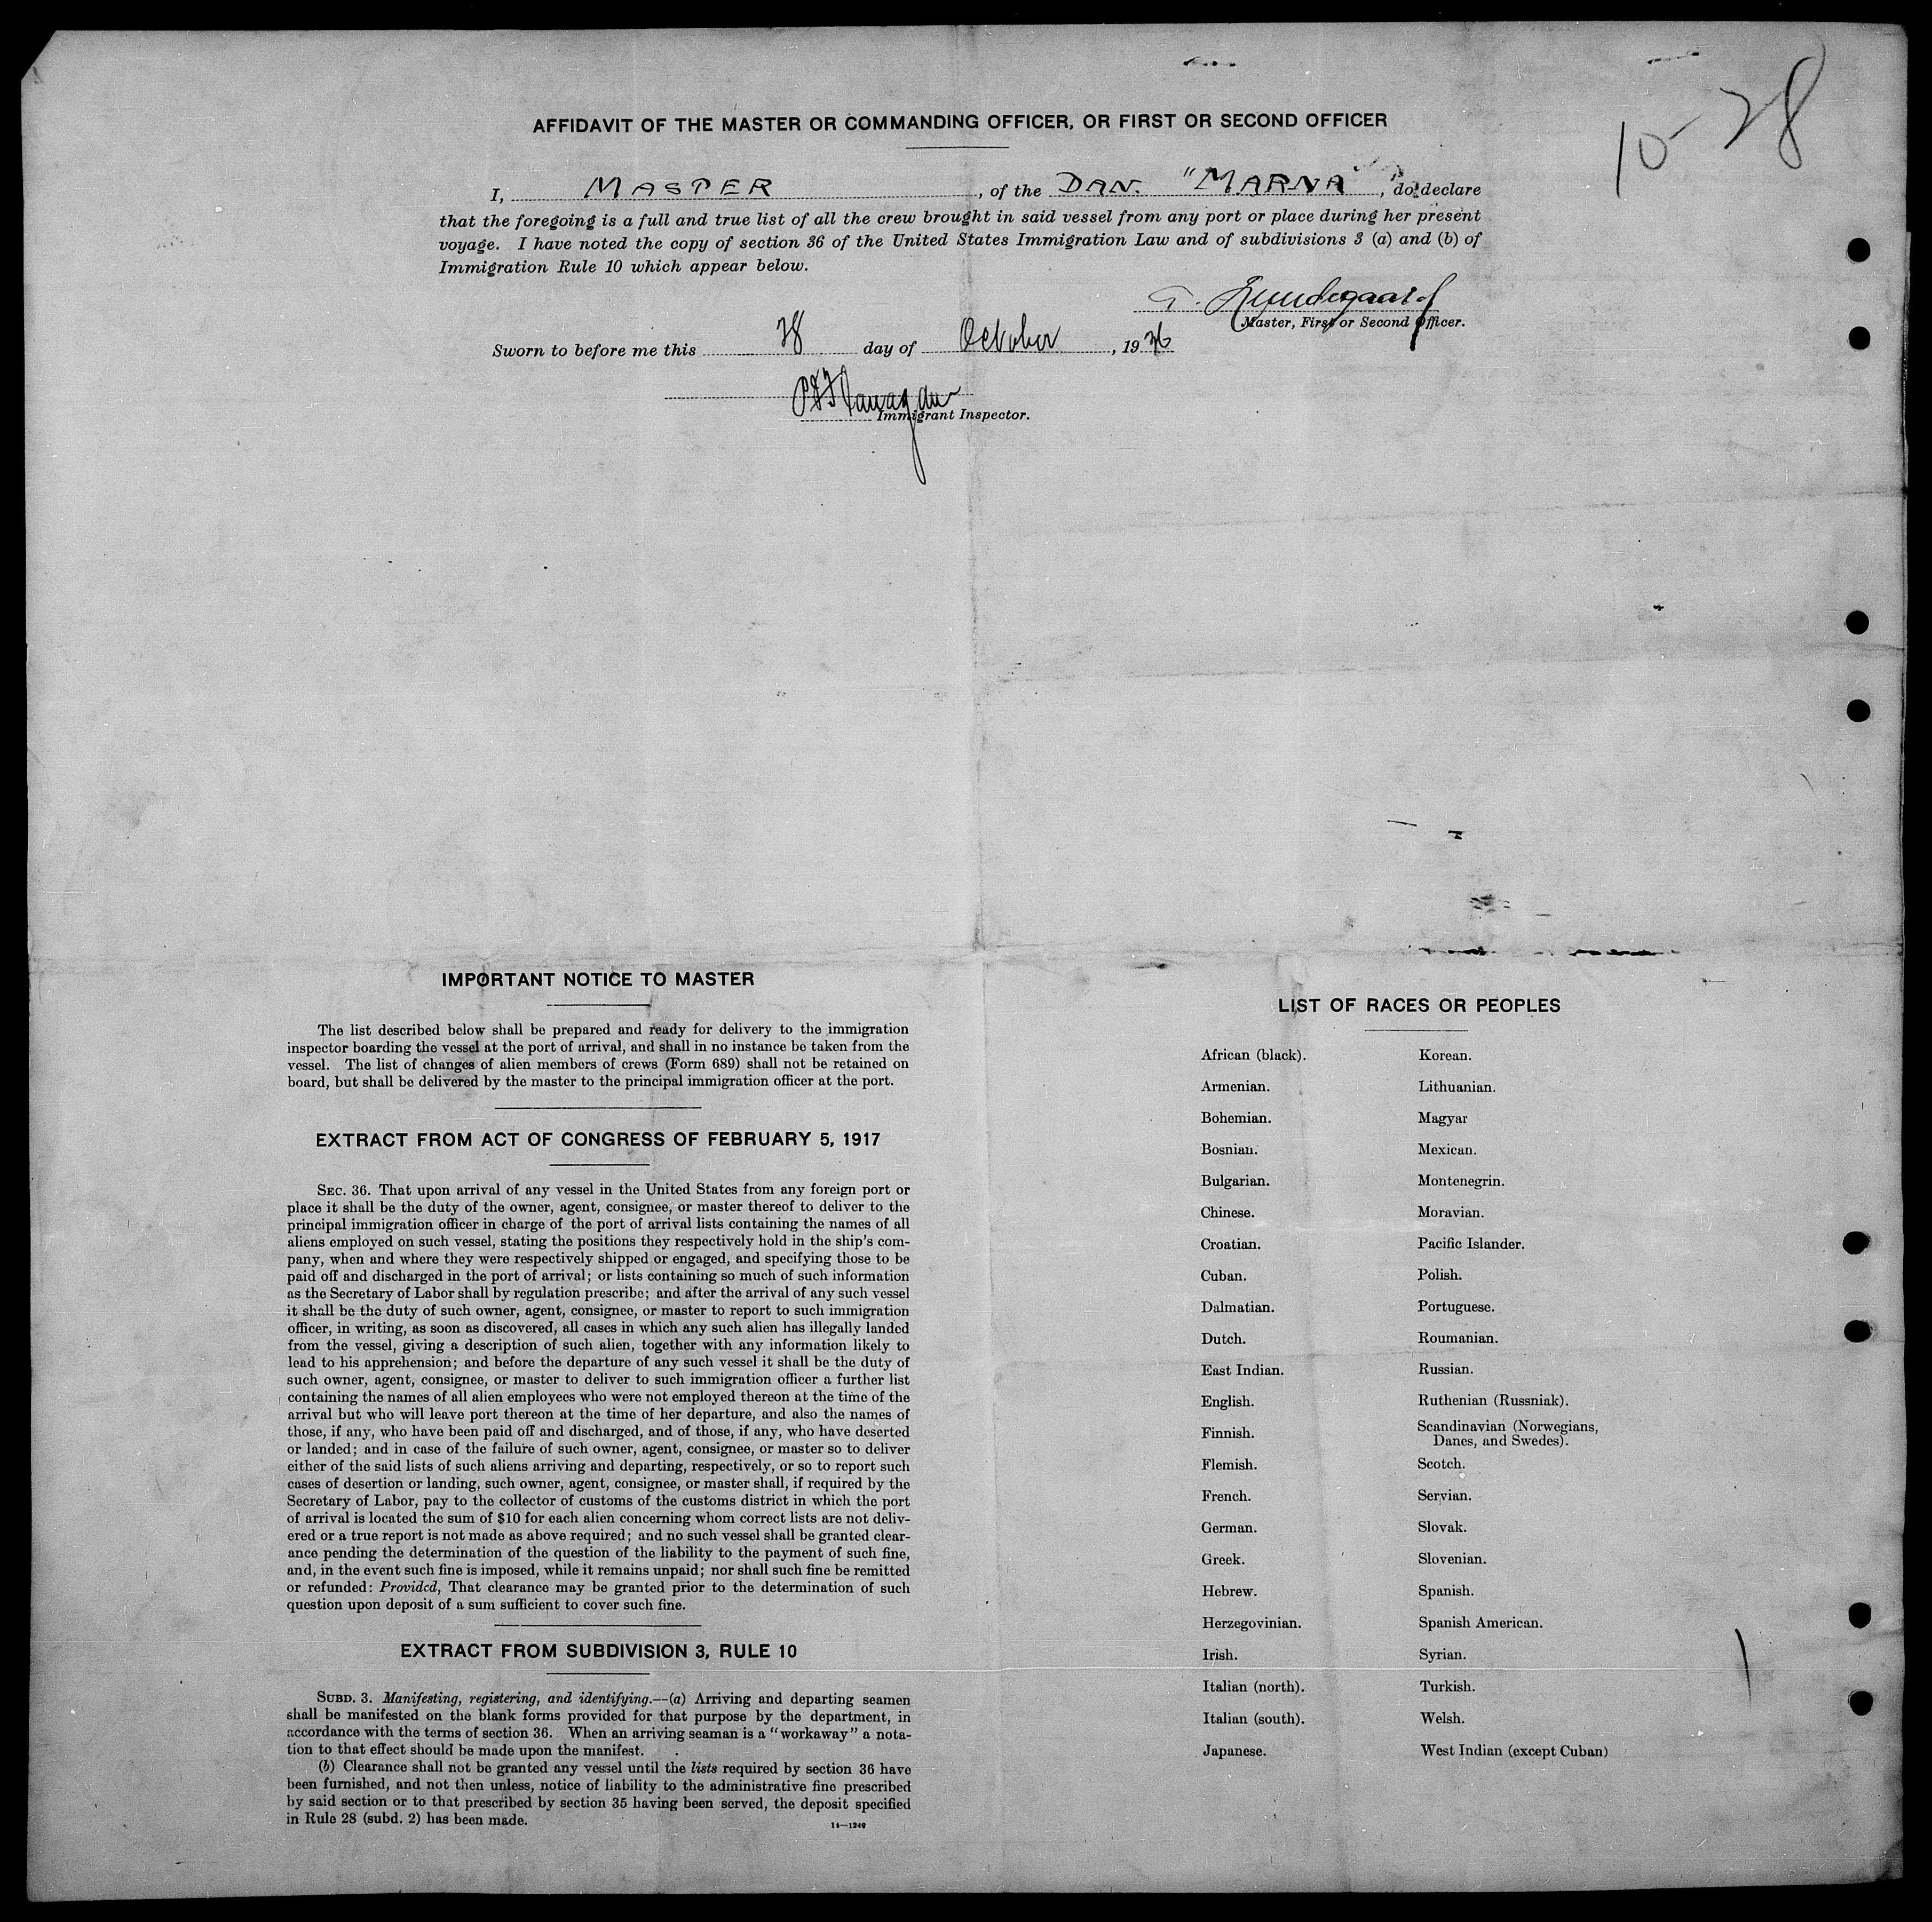 10-28
AFFIDAVIT OF THE MASTER OR COMMANDING OFFICER, OR FIRST OR SECOND OFFICER
I, MASTER, of the DAN. "MARNA", do declare
that the foregoing is a full and true list of all the crew brought in said vessel from any port or place during her present
voyage. I have noted the copy of section 36 of the United States Immigration Law and of subdivisions 3 (a) and (b) of
Immigration Rule 10 which appear below.
Master, First or Second Officer.
Sworn to before me this 28 day of October, 1936
Immigrant Inspector.
IMPORTANT NOTICE TO MASTER
The list described below shall be prepared and ready for delivery to the immigration
inspector boarding the vessel at the port of arrival, and shall in no instance be taken from the
vessel. The list of changes of alien members of crews (Form 689) shall not be retained on
board, but shall be delivered by the master to the principal immigration officer at the port.
EXTRACT FROM ACT OF CONGRESS OF FEBRUARY 5, 1917
SEC. 36. That upon arrival of any vessel in the United States from any foreign port or
place it shall be the duty of the owner, agent, consignee, or master thereof to deliver to the
principal immigration officer in charge of the port of arrival lists containing the names of all
aliens employed on such vessel, stating the positions they respectively hold in the ship's com-
pany, when and where they were respectively shipped or engaged, and specifying those to be
paid off and discharged in the port of arrival; or lists containing so much of such information
as the Secretary of Labor shall by regulation prescribe; and after the arrival of any such vessel
it shall be the duty of such owner, agent, consignee, or master to report to such immigration
officer, in writing, as soon as discovered, all cases in which any such alien has illegally landed
from the vessel, giving a description of such alien, together with any information likely to
lead to his apprehension; and before the departure of any such vessel it shall be the duty of
such owner, agent, consignee, or master to deliver to such immigration officer a further list
containing the names of all alien employees who were not employed thereon at the time of the
arrival but who will leave port thereon at the time of her departure, and also the names of
those, if any, who have been paid off and discharged, and of those, if any, who have deserted
or landed; and in case of the failure of such owner, agent, consignee, or master so to deliver
either of the said lists of such aliens arriving and departing, respectively, or so to report such
cases of desertion or landing, such owner, agent, consignee, or master shall, if required by the
Secretary of Labor, pay to the collector of customs of the customs district in which the port
of arrival is located the sum of $10 for each alien concerning whom correct lists are not deliv-
ered or a true report is not made as above required; and no such vessel shall be granted clear-
ance pending the determination of the question of the liability to the payment of such fine,
and, in the event such fine is imposed, while it remains unpaid; nor shall such fine be remitted
or refunded: Provided, That clearance may be granted prior to the determination of such
question upon deposit of a sum sufficient to cover such fine.
EXTRACT FROM SUBDIVISION 3, RULE 10
SUBD. 3. Manifesting, registering, and identifying.—(a) Arriving and departing seamen
shall be manifested on the blank forms provided for that purpose by the department, in
accordance with the terms of section 36. When an arriving seaman is a "workaway" a nota-
tion to that effect should be made upon the manifest.
(b) Clearance shall not be granted any vessel until the lists required by section 36 have
been furnished, and not then unless, notice of liability to the administrative fine prescribed
by said section or to that prescribed by section 35 having been served, the deposit specified
in Rule 28 (subd. 2) has been made.
14—1240
LIST OF RACES OR PEOPLES
African (black). Korean.
Armenian. Lithuanian.
Bohemian. Magyar
Bosnian. Mexican.
Bulgarian. Montenegrin.
Chinese. Moravian.
Croatian. Pacific Islander.
Cuban. Polish.
Dalmatian. Portuguese.
Dutch. Roumanian.
East Indian. Russian.
English. Ruthenian (Russniak).
Finnish. Scandinavian (Norwegians,
Danes, and Swedes).
Flemish. Scotch.
French. Servian.
German. Slovak.
Greek. Slovenian.
Hebrew. Spanish.
Herzegovinian. Spanish American.
Irish. Syrian.
Italian (north). Turkish.
Italian (south). Welsh.
Japanese. West Indian (except Cuban)